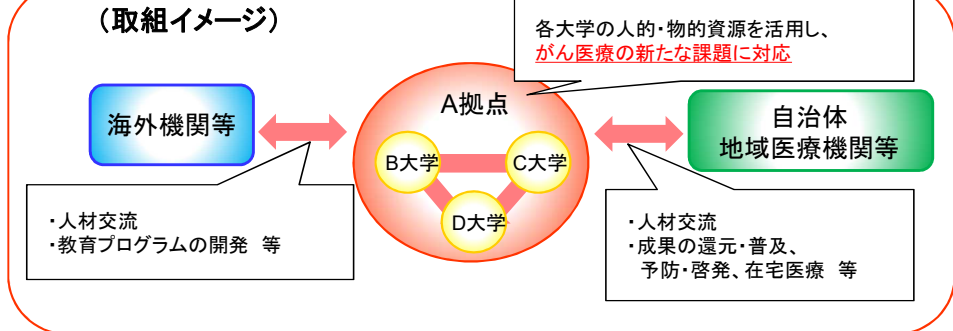 （取組イメージ）
各大学の人的・物的資源を活用し、
がん医療の新たな課題に対応
海外機関等
A拠点
B大学
C大学
D大学
自治体
地域医療機関等
・人材交流
・教育プログラムの開発　等
・人材交流
・成果の還元・普及、
予防・啓発、在宅医療　等